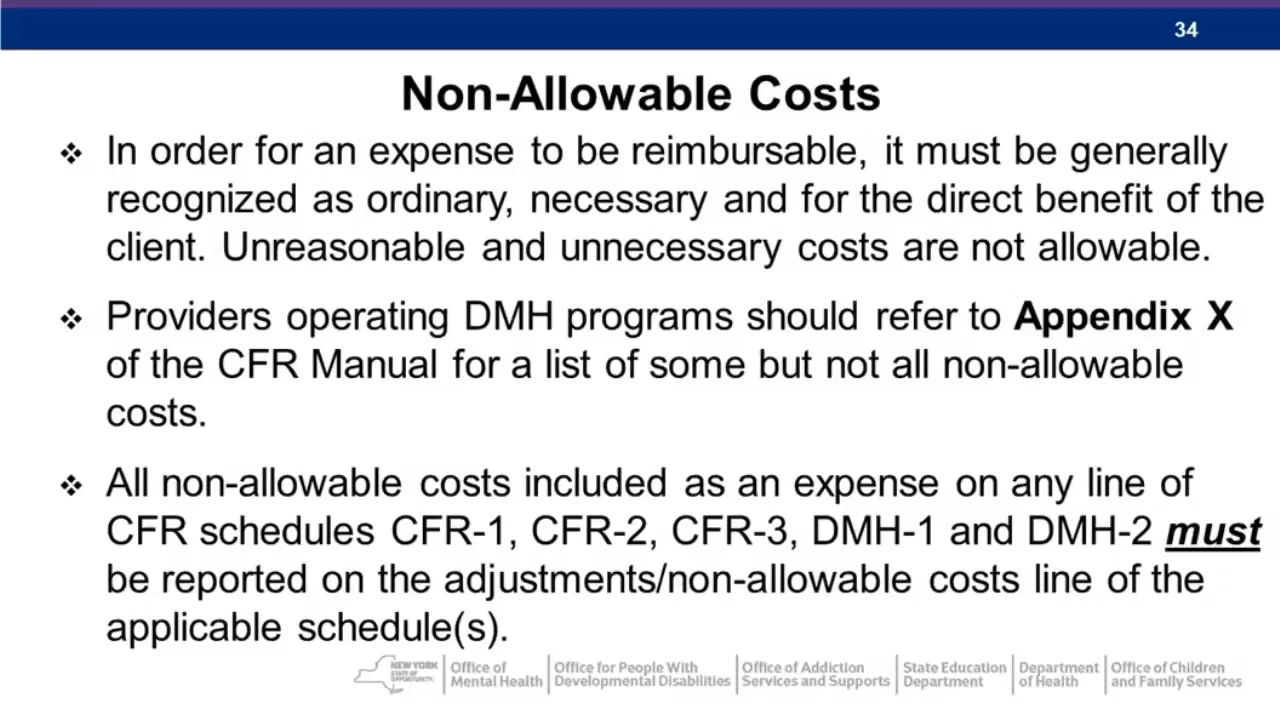 34
Non-Allowable Costs
❖ In order for an expense to be reimbursable, it must be generally
recognized as ordinary, necessary and for the direct benefit of the
client. Unreasonable and unnecessary costs are not allowable.
❖ Providers operating DMH programs should refer to Appendix X
of the CFR Manual for a list of some but not all non-allowable
costs.
❖ All non-allowable costs included as an expense on any line of
CFR schedules CFR-1, CFR-2, CFR-3, DMH-1 and DMH-2 must
be reported on the adjustments/non-allowable costs line of the
applicable schedule(s).
NEW YORK
STATE OF
OPPORTUNITY.
Office of
Mental Health
Office for People With
Developmental Disabilities
Office of Addiction
Services and Supports
State Education
Department
Department
of Health
Office of Children
and Family Services